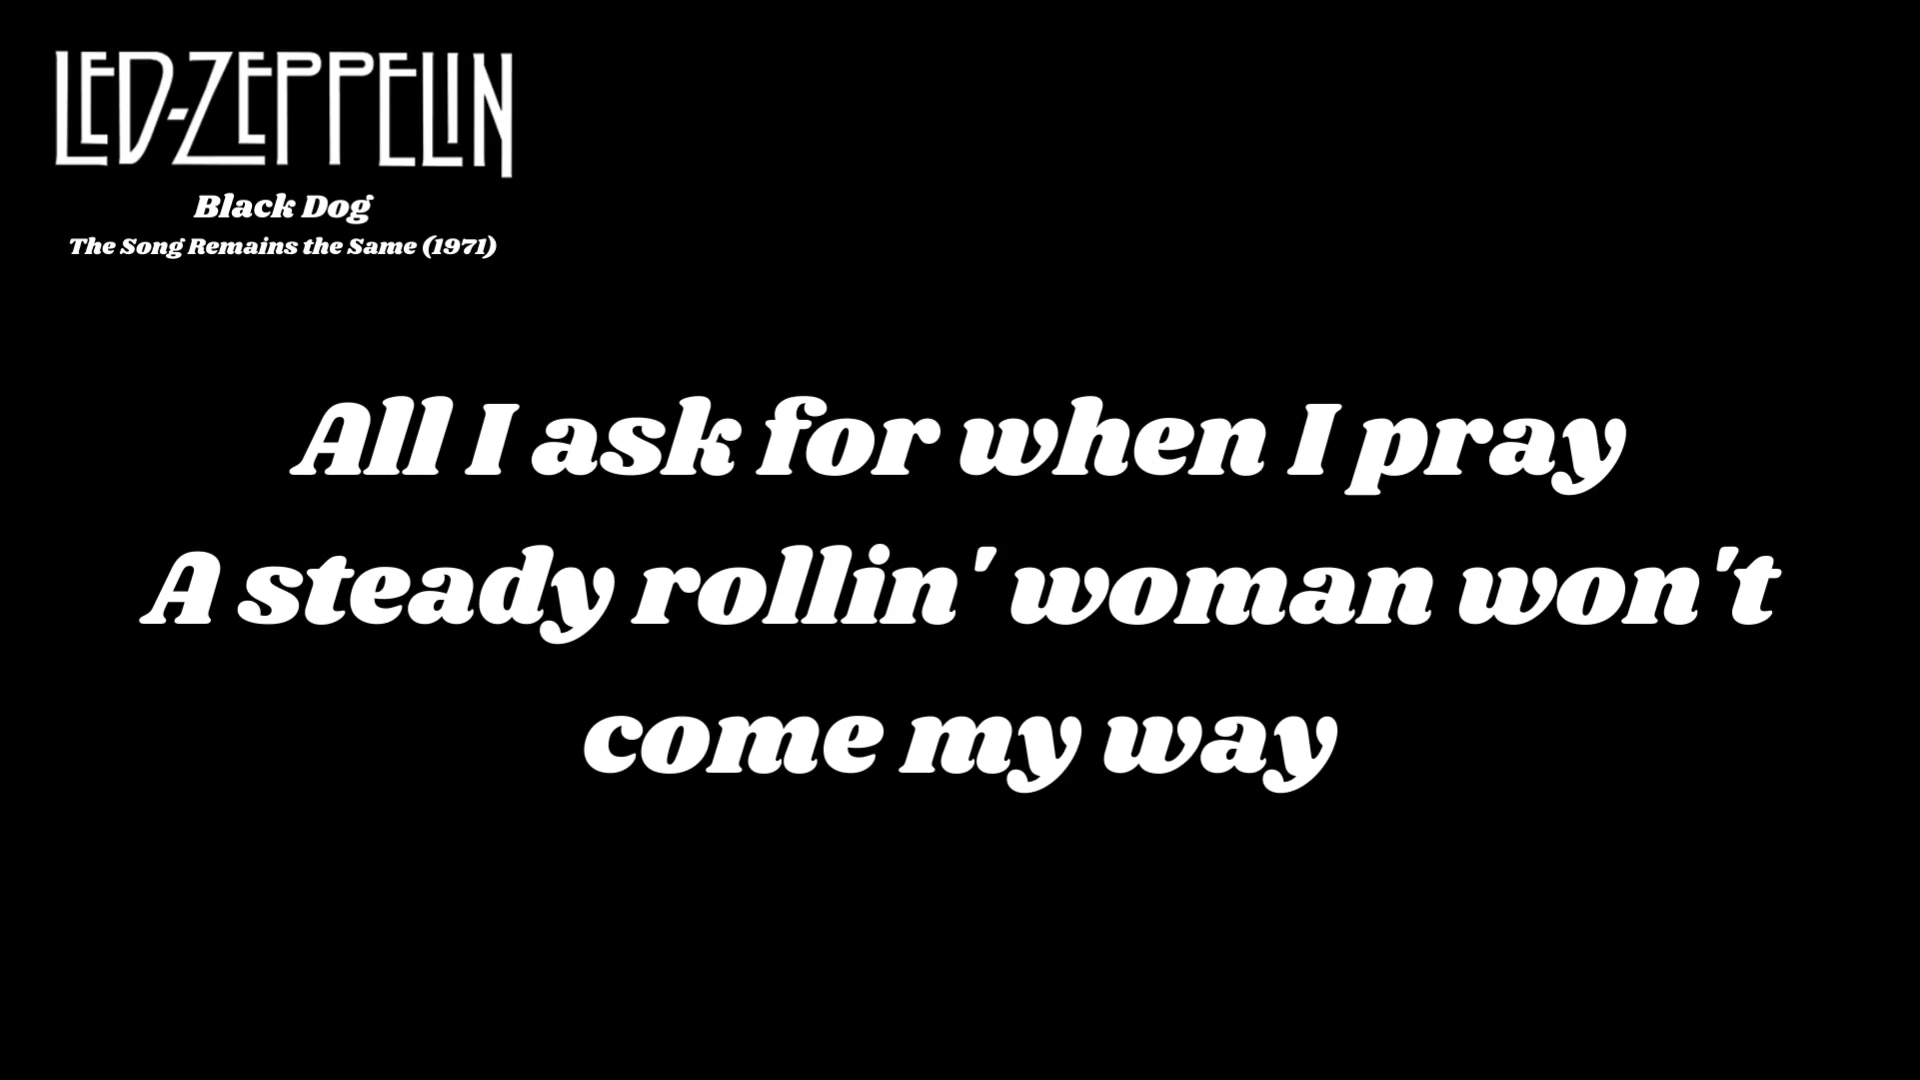 LED-ZEPPELIN
Black Dog
The Song Remains the Same (1971)
All I ask for when I pray
A steady rollin' woman won't
come my way